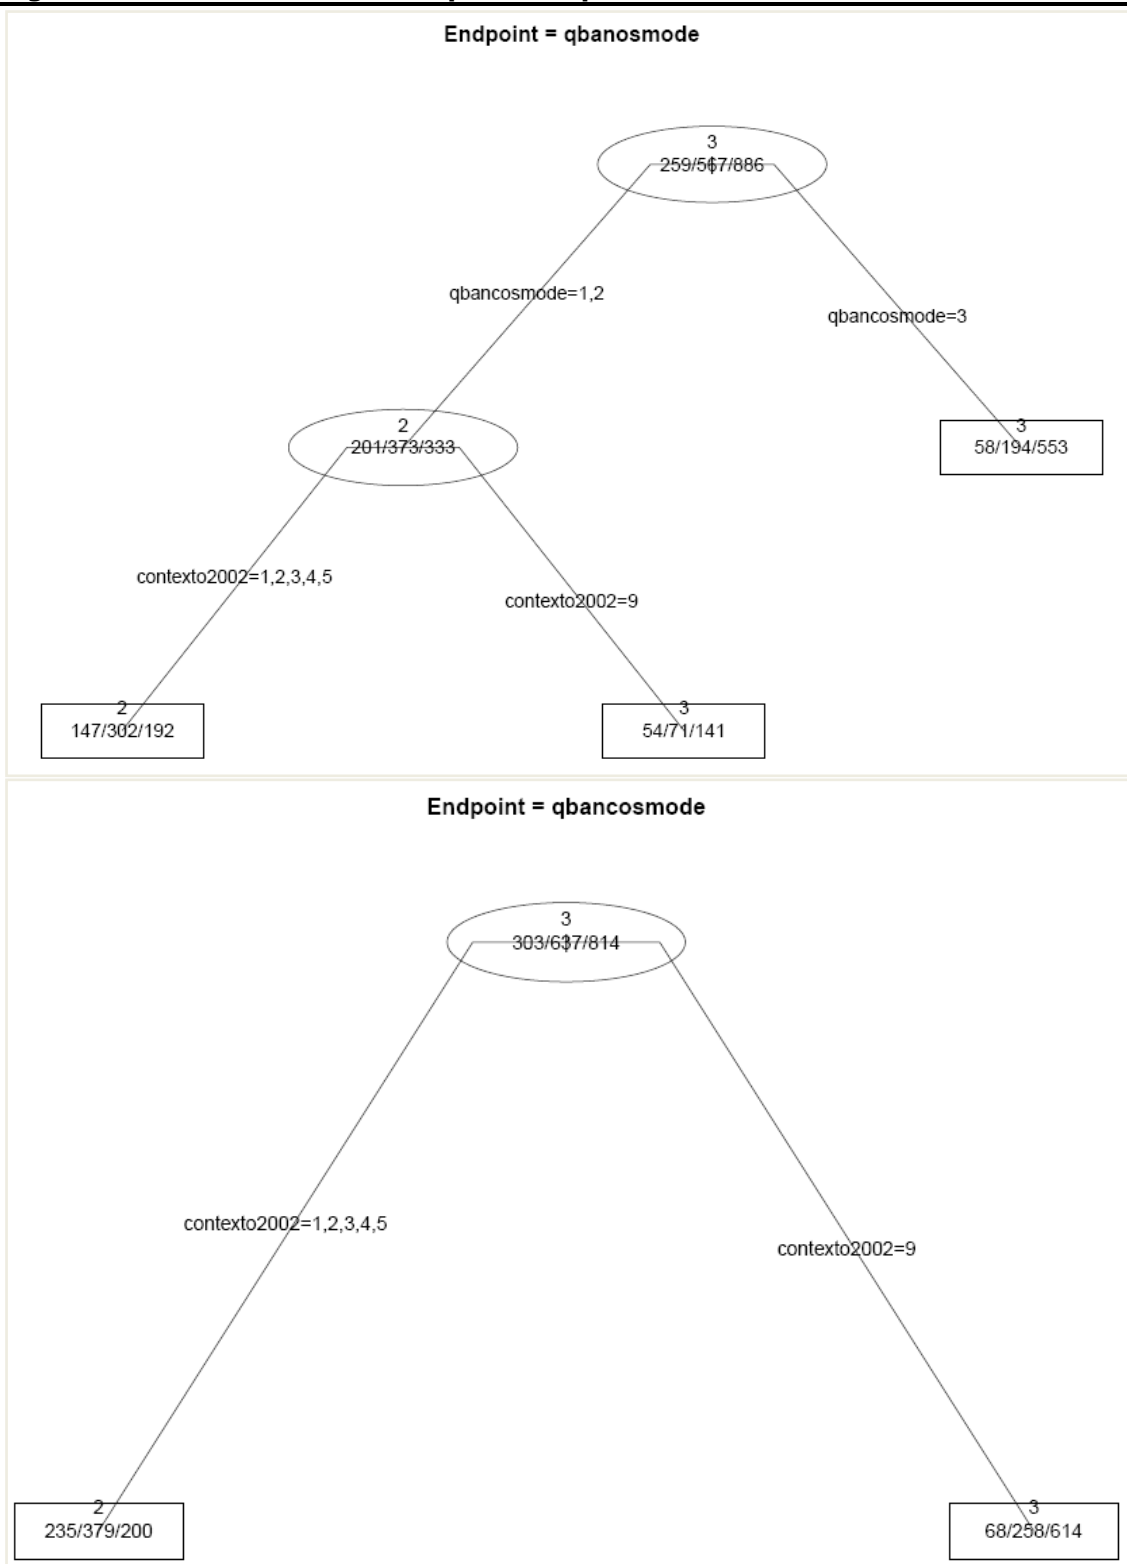 Endpoint = qbanosmode
3
259/567/886
qbancosmode=1,2
qbancosmode=3
2
201/373/333
3
58/194/553
contexto2002=1,2,3,4,5
contexto2002=9
2
147/302/192
3
54/71/141
Endpoint = qbancosmode
3
303/637/814
contexto2002=1,2,3,4,5
contexto2002=9
2
235/379/200
3
68/258/614